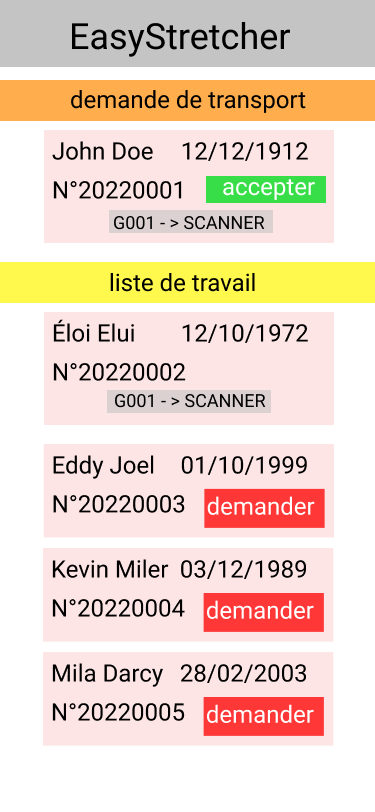 EasyStretcher
demande de transport
John Doe 12/12/1912
N°20220001 accepter
G001 - > SCANNER
liste de travail
Éloi Elui 12/10/1972
N°20220002
G001 - > SCANNER
Eddy Joel 01/10/1999
N°20220003 demander
Kevin Miler 03/12/1989
N°20220004 demander
Mila Darcy 28/02/2003
N°20220005 demander